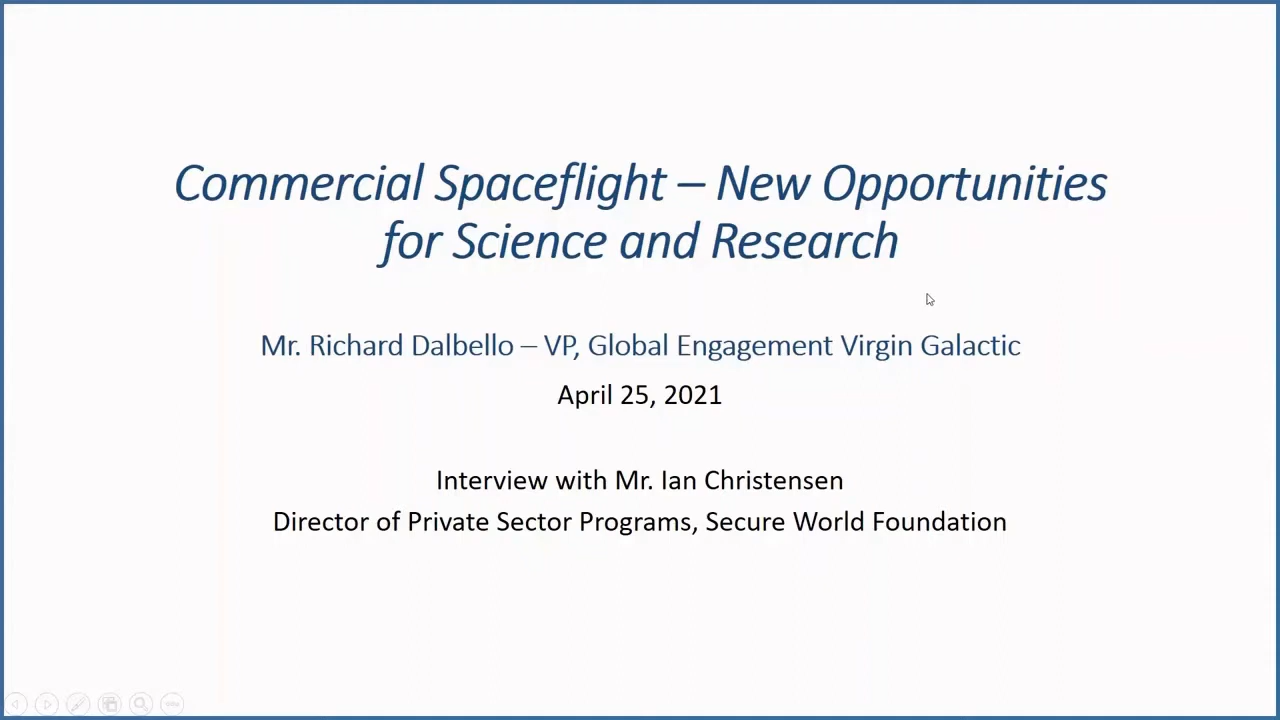 Commercial Spaceflight – New Opportunities
for Science and Research
Mr. Richard Dalbello – VP, Global Engagement Virgin Galactic
April 25, 2021
Interview with Mr. Ian Christensen
Director of Private Sector Programs, Secure World Foundation